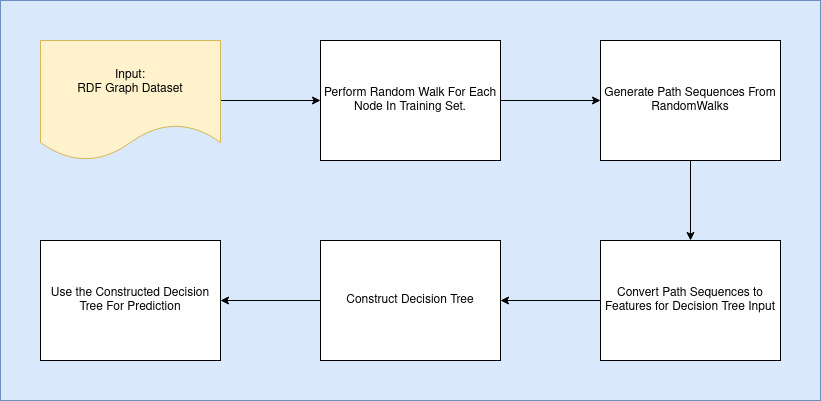 Input:
RDF Graph Dataset
Perform Random Walk For Each
Node In Training Set.
Generate Path Sequences From
RandomWalks
Convert Path Sequences to
Features for Decision Tree Input
Construct Decision Tree
Use the Constructed Decision
Tree For Prediction